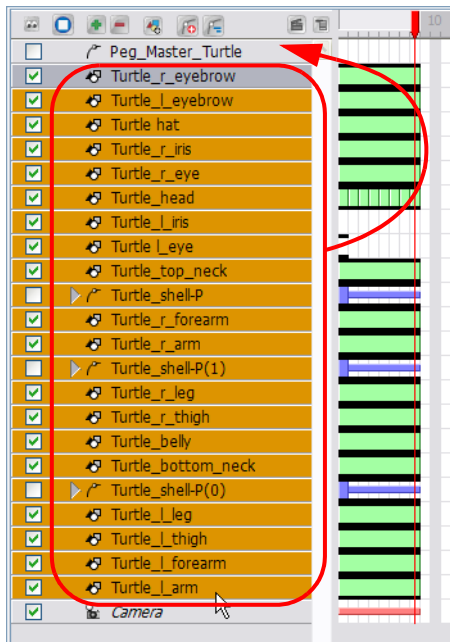 10
Peg_Master_Turtle
Turtle_r_eyebrow
Turtle_l_eyebrow
Turtle hat
Turtle_r_iris
Turtle_r_eye
Turtle_head
Turtle_l_iris
Turtle l_eye
Turtle_top_neck
Turtle_shell-P
Turtle_r_forearm
Turtle_r_arm
Turtle_shell-P(1)
Turtle_r_leg
Turtle_r_thigh
Turtle_belly
Turtle_bottom_neck
Turtle_shell-P(0)
Turtle_l_leg
Turtle_l_thigh
Turtle_l_forearm
Turtle_l_arm
Camera